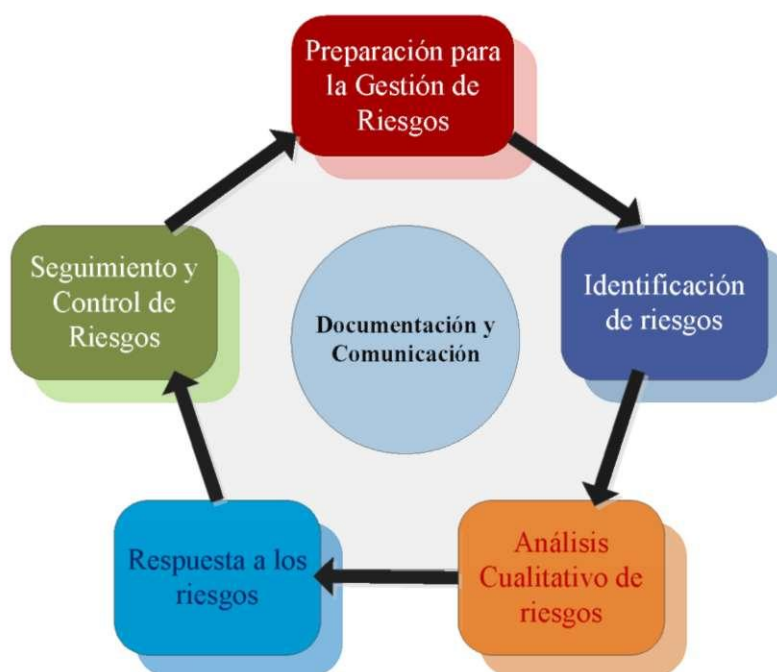 Preparación para
la Gestión de
Riesgos
Identificación
de riesgos
Análisis
Cualitativo de
riesgos
Respuesta a los
riesgos
Seguimiento y
Control de
Riesgos
Documentación y
Comunicación